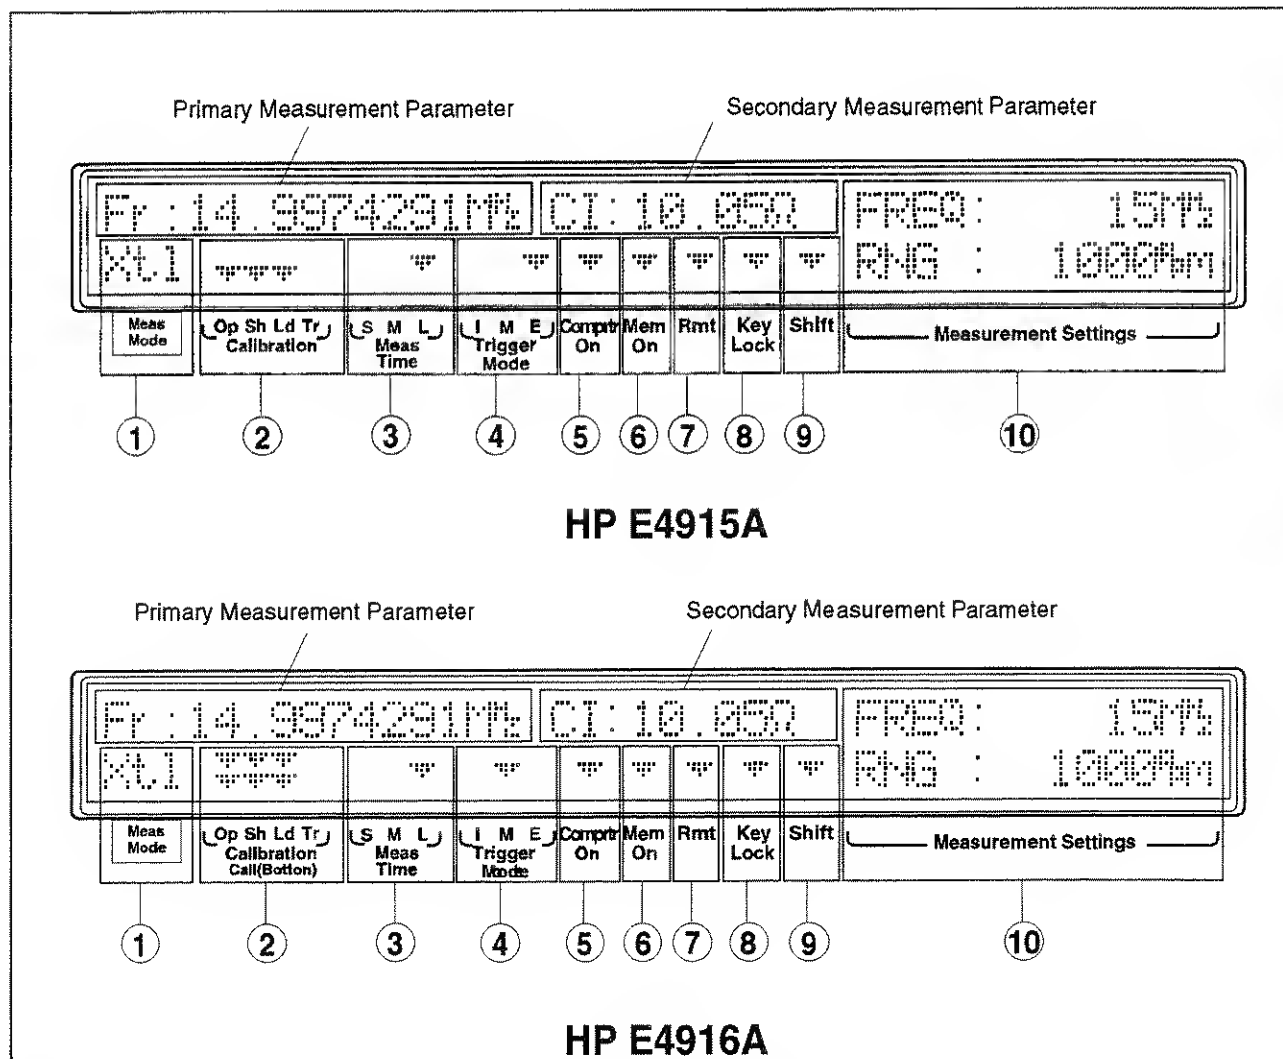 Primary Measurement Parameter
Secondary Measurement Parameter
Fr :14.9974291MHz CI:10.05Ω FREQ: 15MHz
Xtl RNG : 1000ppm
Meas Mode
Op Sh Ld Tr Calibration
S M L Meas Time
I M E Trigger Mode
Comprtr On
Mem On
Rmt
Key Lock
Shift
Measurement Settings
1 2 3 4 5 6 7 8 9 10
HP E4915A
Primary Measurement Parameter
Secondary Measurement Parameter
Fr :14.9974291MHz CI:10.05Ω FREQ: 15MHz
Xtl RNG : 1000ppm
Meas Mode
Op Sh Ld Tr Calibration Call(Botton)
S M L Meas Time
I M E Trigger Mode
Comprtr On
Mem On
Rmt
Key Lock
Shift
Measurement Settings
1 2 3 4 5 6 7 8 9 10
HP E4916A